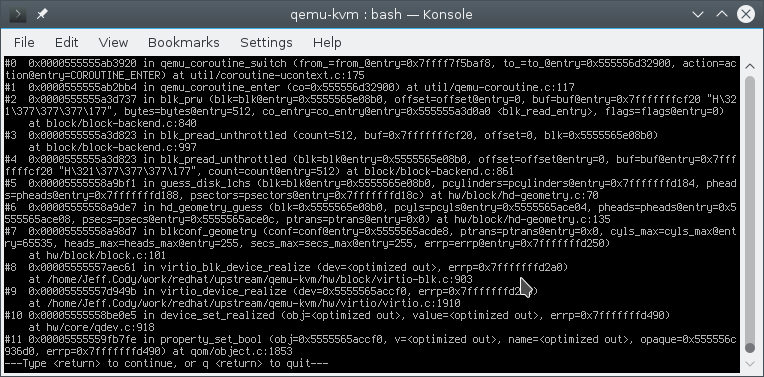 qemu-kvm : bash — Konsole
File Edit View Bookmarks Settings Help
#0  0x0000555555ab3920 in qemu_coroutine_switch (from_=from_@entry=0x7ffff7f5baf8, to_=to_@entry=0x555556d32900, action=ac
tion@entry=COROUTINE_ENTER) at util/coroutine-ucontext.c:175
#1  0x0000555555ab2bb4 in qemu_coroutine_enter (co=0x555556d32900) at util/qemu-coroutine.c:117
#2  0x0000555555a3d737 in blk_prw (blk=blk@entry=0x5555565e08b0, offset=offset@entry=0, buf=buf@entry=0x7fffffffcf20 "H\32
1\377\377\377\177", bytes=bytes@entry=512, co_entry=co_entry@entry=0x555555a3d0a0 <blk_read_entry>, flags=flags@entry=0)
    at block/block-backend.c:840
#3  0x0000555555a3d823 in blk_pread_unthrottled (count=512, buf=0x7fffffffcf20, offset=0, blk=0x5555565e08b0)
    at block/block-backend.c:997
#4  0x0000555555a3d823 in blk_pread_unthrottled (blk=blk@entry=0x5555565e08b0, offset=offset@entry=0, buf=buf@entry=0x7fff
ffffcf20 "H\321\377\377\377\177", count=count@entry=512) at block/block-backend.c:861
#5  0x00005555558a9bf1 in guess_disk_lchs (blk=blk@entry=0x5555565e08b0, pcylinders=pcylinders@entry=0x7fffffffd184, phead
s=pheads@entry=0x7fffffffd188, psectors=psectors@entry=0x7fffffffd18c) at hw/block/hd-geometry.c:70
#6  0x00005555558a9de7 in hd_geometry_guess (blk=0x5555565e08b0, pcyls=pcyls@entry=0x5555565ace04, pheads=pheads@entry=0x5
555565ace08, psecs=psecs@entry=0x5555565ace0c, ptrans=ptrans@entry=0x0) at hw/block/hd-geometry.c:135
#7  0x00005555558a98d7 in blkconf_geometry (conf=conf@entry=0x5555565acde8, ptrans=ptrans@entry=0x0, cyls_max=cyls_max@ent
ry=65535, heads_max=heads_max@entry=255, secs_max=secs_max@entry=255, errp=errp@entry=0x7fffffffd250)
    at hw/block/block.c:101
#8  0x00005555557aec61 in virtio_blk_device_realize (dev=<optimized out>, errp=0x7fffffffd2a0)
    at /home/Jeff.Cody/work/redhat/upstream/qemu-kvm/hw/block/virtio-blk.c:903
#9  0x00005555557d949b in virtio_device_realize (dev=0x5555565accf0, errp=
    at /home/Jeff.Cody/work/redhat/upstream/qemu-kvm/hw/virtio/virtio.c:1910
#10 0x00005555558be0e5 in device_set_realized (obj=<optimized out>, value=<optimized out>, errp=0x7fffffffd490)
    at hw/core/qdev.c:918
#11 0x00005555559fb7fe in property_set_bool (obj=0x5555565accf0, v=<optimized out>, name=<optimized out>, opaque=0x555556c
936d0, errp=0x7fffffffd490) at qom/object.c:1853
---Type <return> to continue, or q <return> to quit---